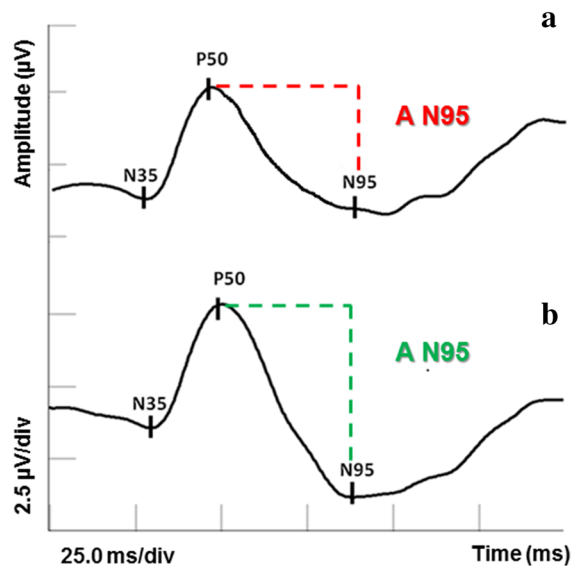 a
Amplitude (µV)
P50
A N95
N35
N95
b
P50
A N95
N35
N95
2.5 µV/div
25.0 ms/div
Time (ms)